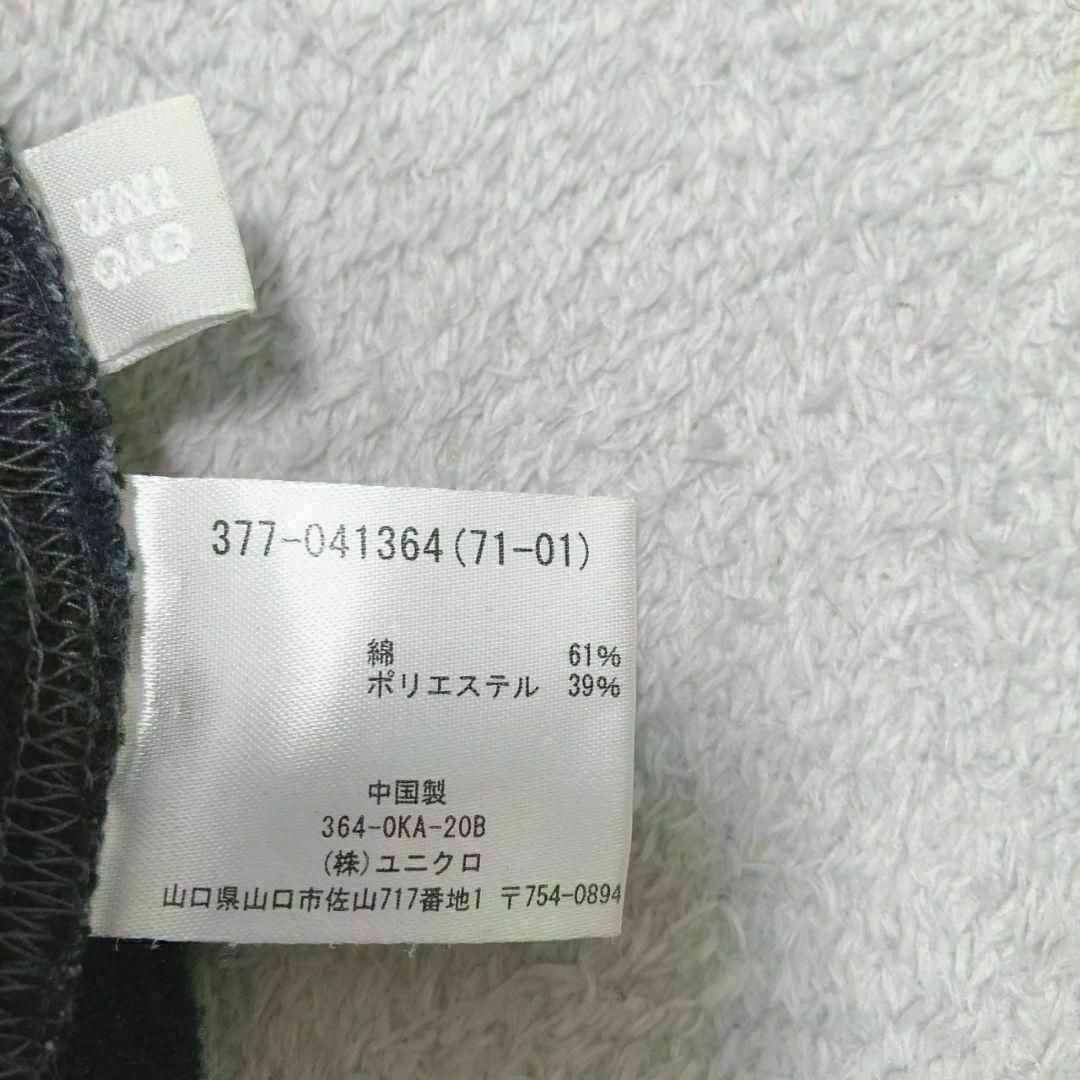 UNI
QLO
377-041364(71-01)
綿 61%
ポリエステル 39%
中国製
364-OKA-20B
(株)ユニクロ
山口県山口市佐山717番地1 〒754-0894